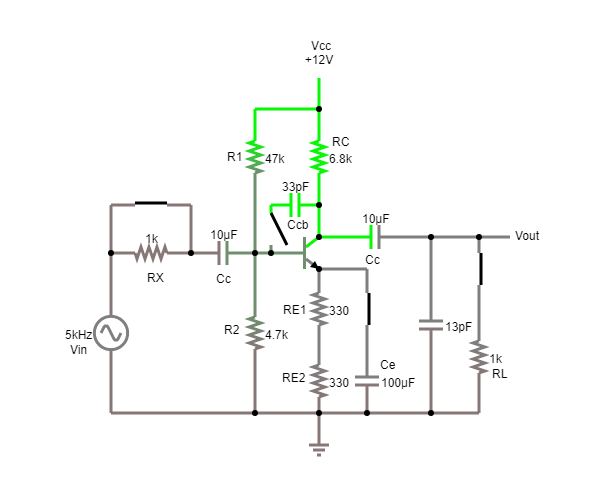 Vcc
+12V
RC
6.8k
R1
47k
33pF
Ccb
1k
RX
10µF
Cc
10µF
Cc
Vout
RE1
330
5kHz
Vin
R2
4.7k
13pF
1k
RL
RE2
330
Ce
100µF